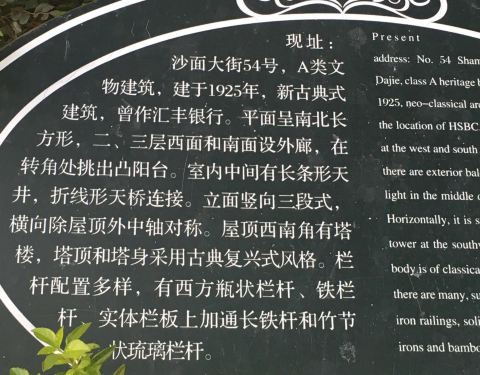 现址：
沙面大街54号，A类文
物建筑，建于1925年，新古典式
建筑，曾作汇丰银行。平面呈南北长
方形，二、三层西面和南面设外廊，在
转角处挑出凸阳台。室内中间有长条形天
井，折线形天桥连接。立面竖向三段式，
横向除屋顶外中轴对称。屋顶西南角有塔
楼，塔顶和塔身采用古典复兴式风格。栏
杆配置多样，有西方瓶状栏杆、铁栏
杆、实体栏板上加通长铁杆和竹节
状琉璃栏杆。
Present
address: No. 54 Sham
Dajie, class A heritage b
1925, neo-classical arc
the location of HSBC.
at the west and south
there are exterior bal
light in the middle o
Horizontally, it is s
tower at the southw
body is of classica
there are many, su
iron railings, soli
irons and bambo